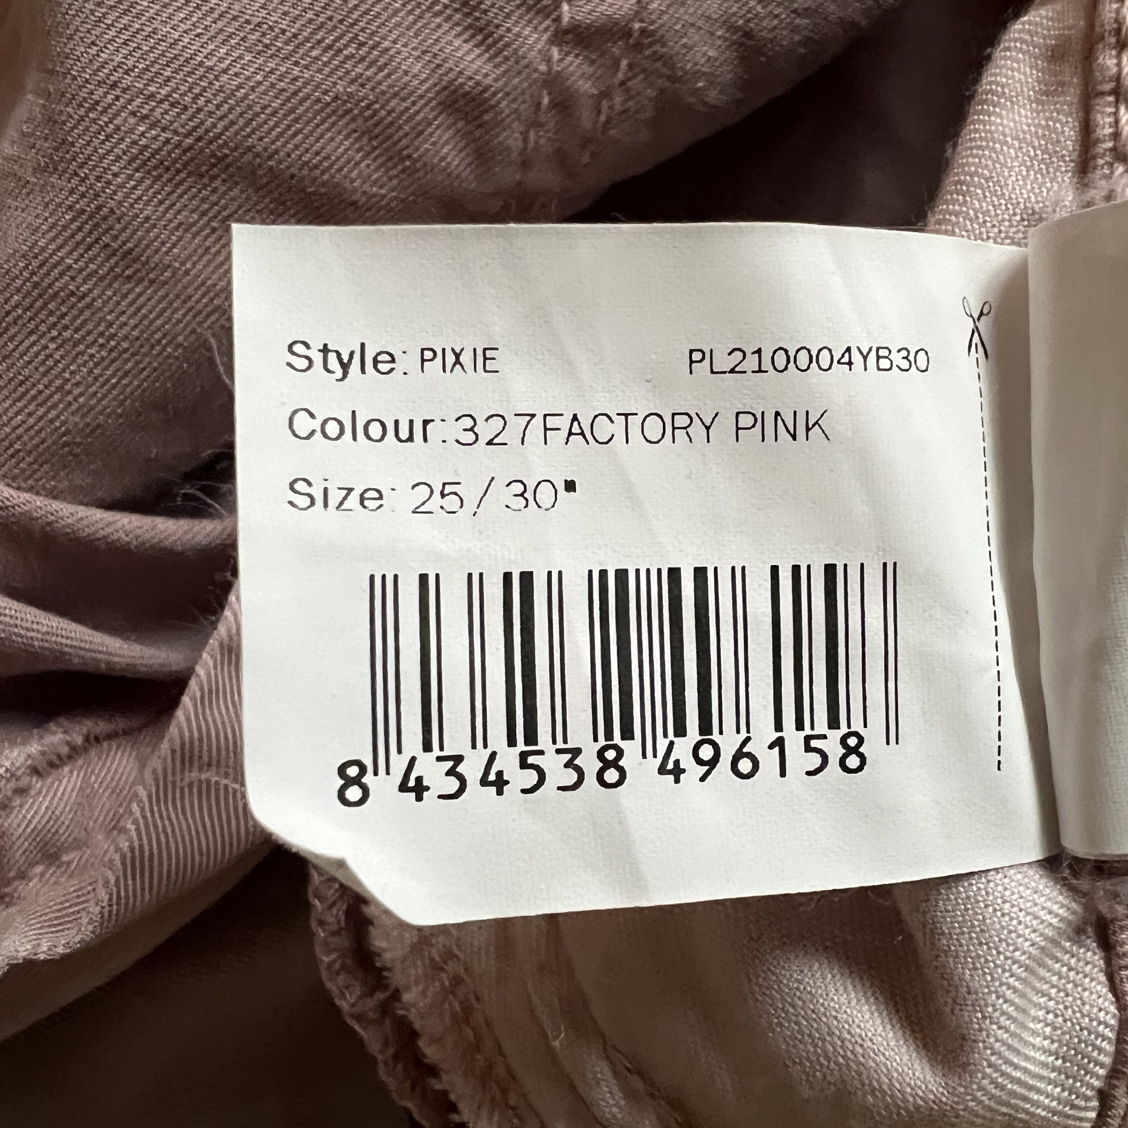 Style: PIXIE PL210004YB30
Colour:327FACTORY PINK
Size: 25/30"
8 434538 496158